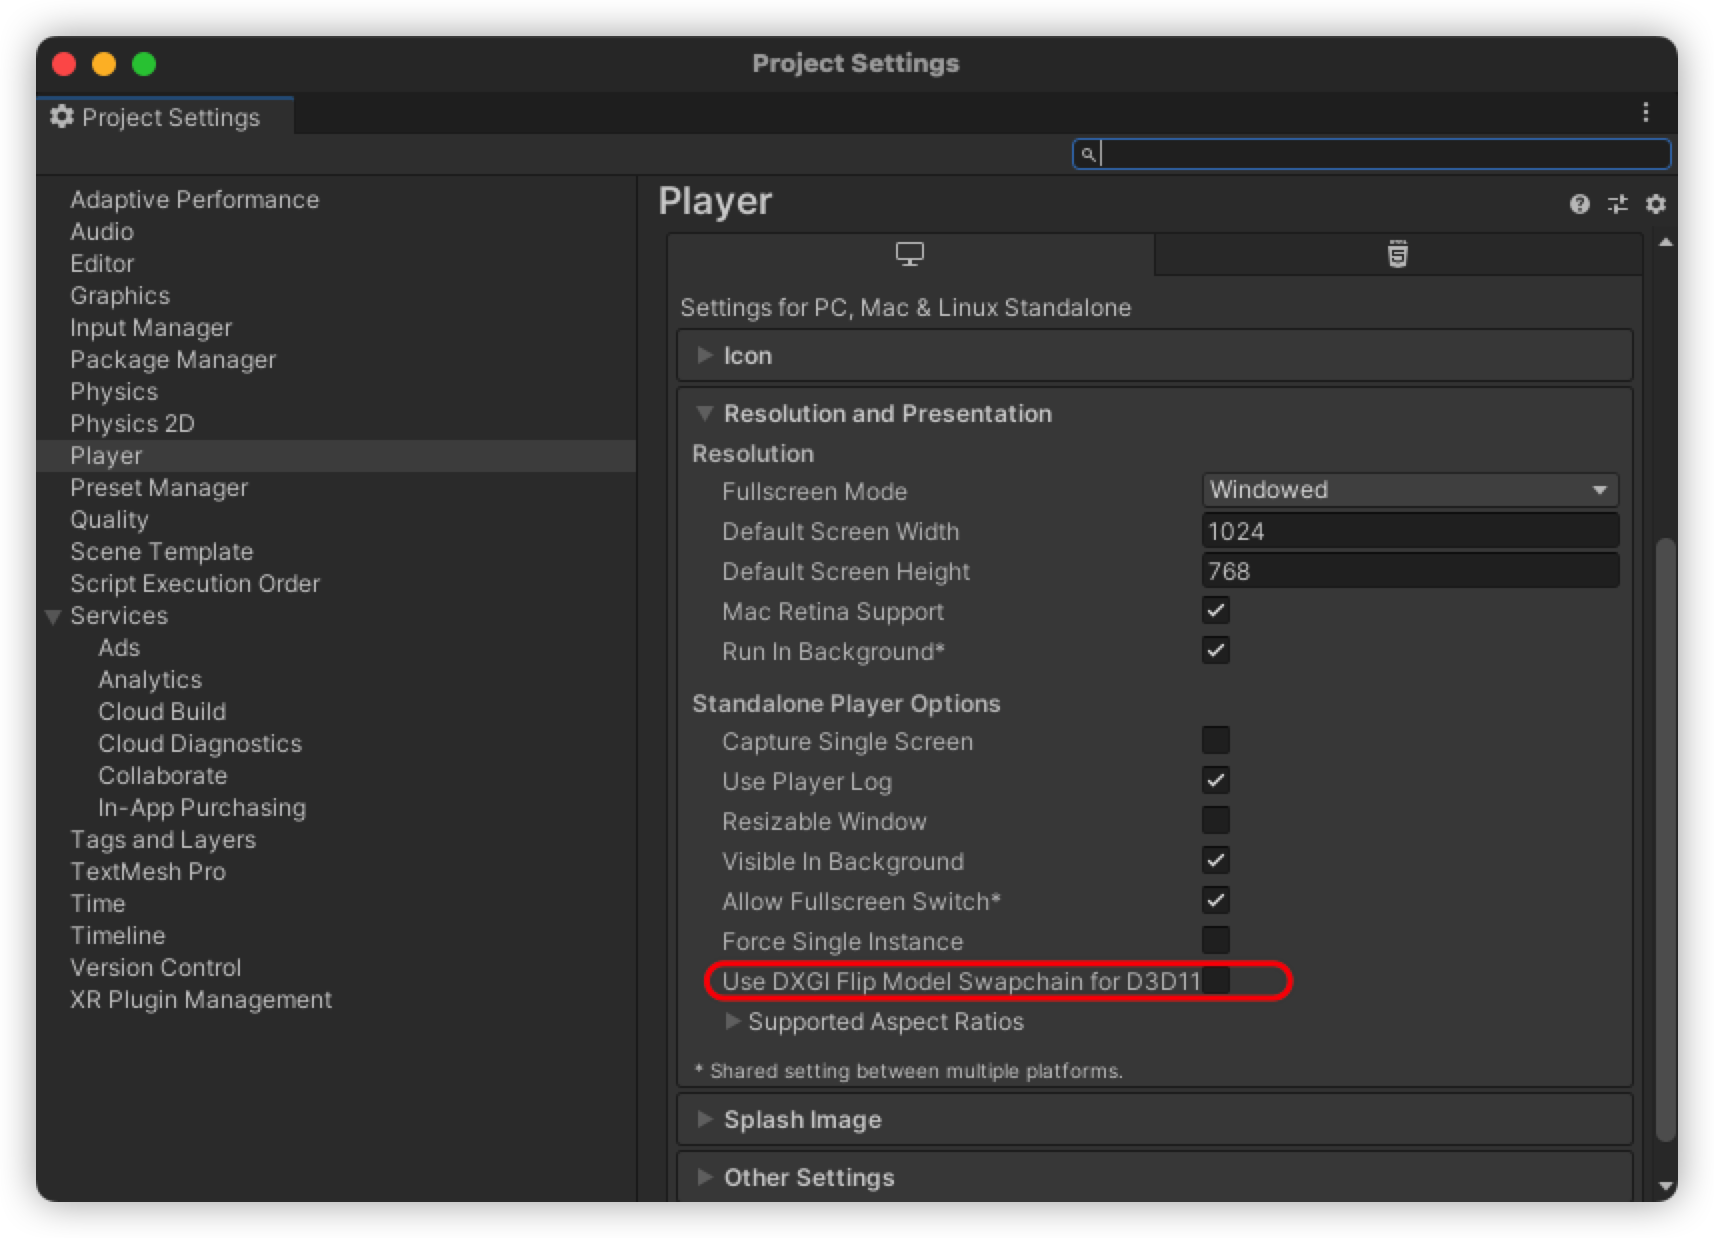 Project Settings
Project Settings
Adaptive Performance
Audio
Editor
Graphics
Input Manager
Package Manager
Physics
Physics 2D
Player
Preset Manager
Quality
Scene Template
Script Execution Order
Services
Ads
Analytics
Cloud Build
Cloud Diagnostics
Collaborate
In-App Purchasing
Tags and Layers
TextMesh Pro
Time
Timeline
Version Control
XR Plugin Management
Player
Settings for PC, Mac & Linux Standalone
Icon
Resolution and Presentation
Resolution
Fullscreen Mode Windowed
Default Screen Width 1024
Default Screen Height 768
Mac Retina Support
Run In Background*
Standalone Player Options
Capture Single Screen
Use Player Log
Resizable Window
Visible In Background
Allow Fullscreen Switch*
Force Single Instance
Use DXGI Flip Model Swapchain for D3D11
Supported Aspect Ratios
* Shared setting between multiple platforms.
Splash Image
Other Settings